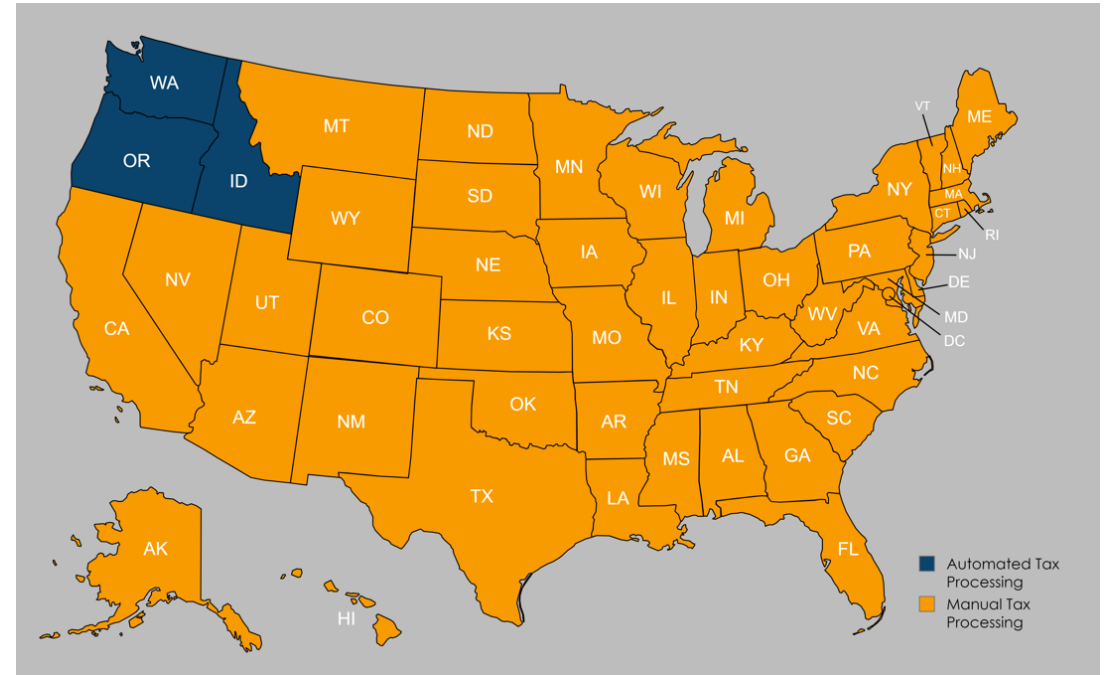 WA
OR
ID
MT
ND
MN
WY
SD
WI
MI
VT
ME
NH
NY
MA
CT
RI
NJ
PA
DE
MD
DC
CA
NV
UT
CO
NE
IA
KS
MO
IL
IN
OH
WV
VA
KY
NC
TN
SC
AZ
NM
OK
AR
TX
LA
MS
AL
GA
FL
AK
HI
Automated Tax
Processing
Manual Tax
Processing